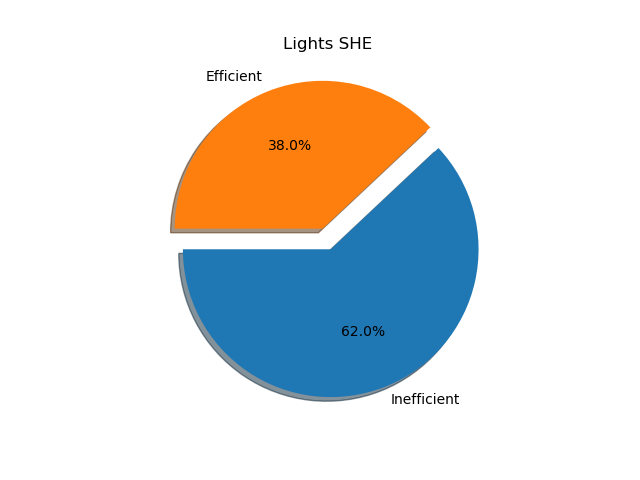 Lights SHE
Efficient
38.0%
62.0%
Inefficient